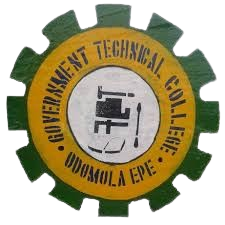 GOVERNMENT TECHNICAL COLLEGE
ODOMOLA EPE